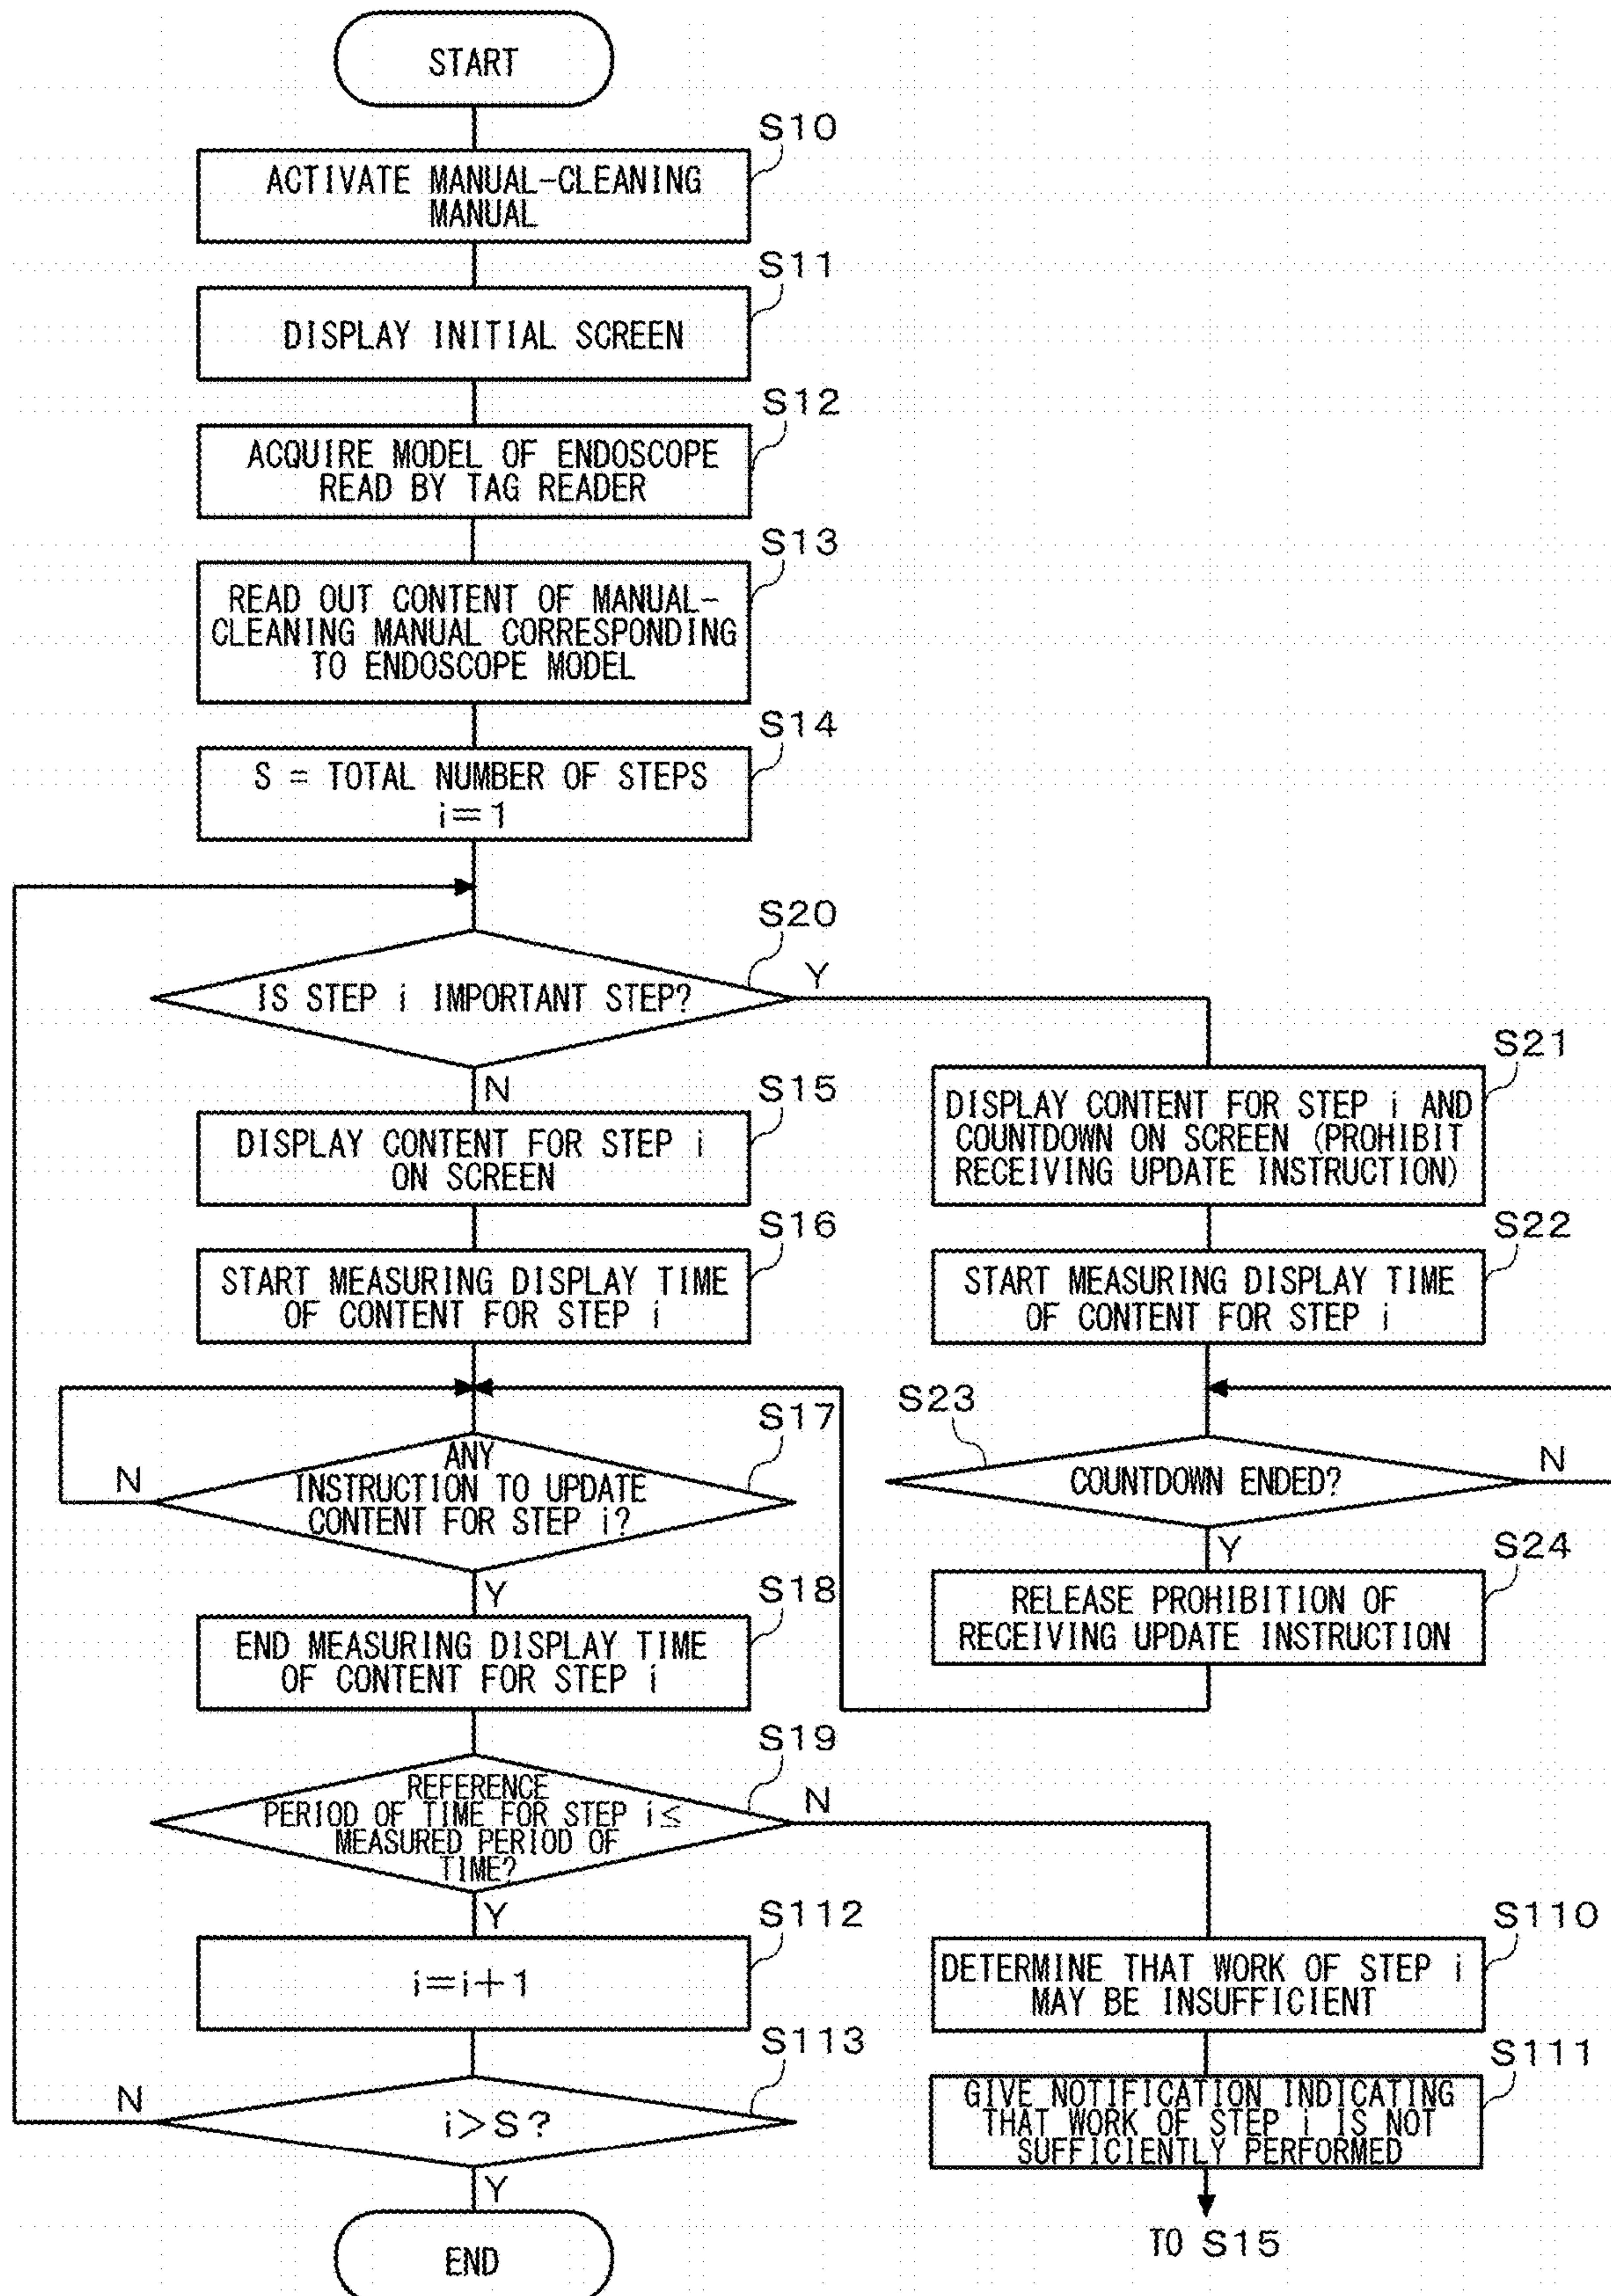 START
S10
ACTIVATE MANUAL-CLEANING
MANUAL
S11
DISPLAY INITIAL SCREEN
S12
ACQUIRE MODEL OF ENDOSCOPE
READ BY TAG READER
S13
READ OUT CONTENT OF MANUAL-
CLEANING MANUAL CORRESPONDING
TO ENDOSCOPE MODEL
S14
S = TOTAL NUMBER OF STEPS
i=1
S20
IS STEP i IMPORTANT STEP?
Y
N
S15
DISPLAY CONTENT FOR STEP i
ON SCREEN
S16
START MEASURING DISPLAY TIME
OF CONTENT FOR STEP i
S17
ANY
INSTRUCTION TO UPDATE
CONTENT FOR STEP i?
N
Y
S18
END MEASURING DISPLAY TIME
OF CONTENT FOR STEP i
S19
REFERENCE
PERIOD OF TIME FOR STEP i≤
MEASURED PERIOD OF
TIME?
N
Y
S112
i=i+1
S113
i>S?
N
Y
END
S21
DISPLAY CONTENT FOR STEP i AND
COUNTDOWN ON SCREEN (PROHIBIT
RECEIVING UPDATE INSTRUCTION)
S22
START MEASURING DISPLAY TIME
OF CONTENT FOR STEP i
S23
COUNTDOWN ENDED?
N
Y
S24
RELEASE PROHIBITION OF
RECEIVING UPDATE INSTRUCTION
S110
DETERMINE THAT WORK OF STEP i
MAY BE INSUFFICIENT
S111
GIVE NOTIFICATION INDICATING
THAT WORK OF STEP i IS NOT
SUFFICIENTLY PERFORMED
TO S15